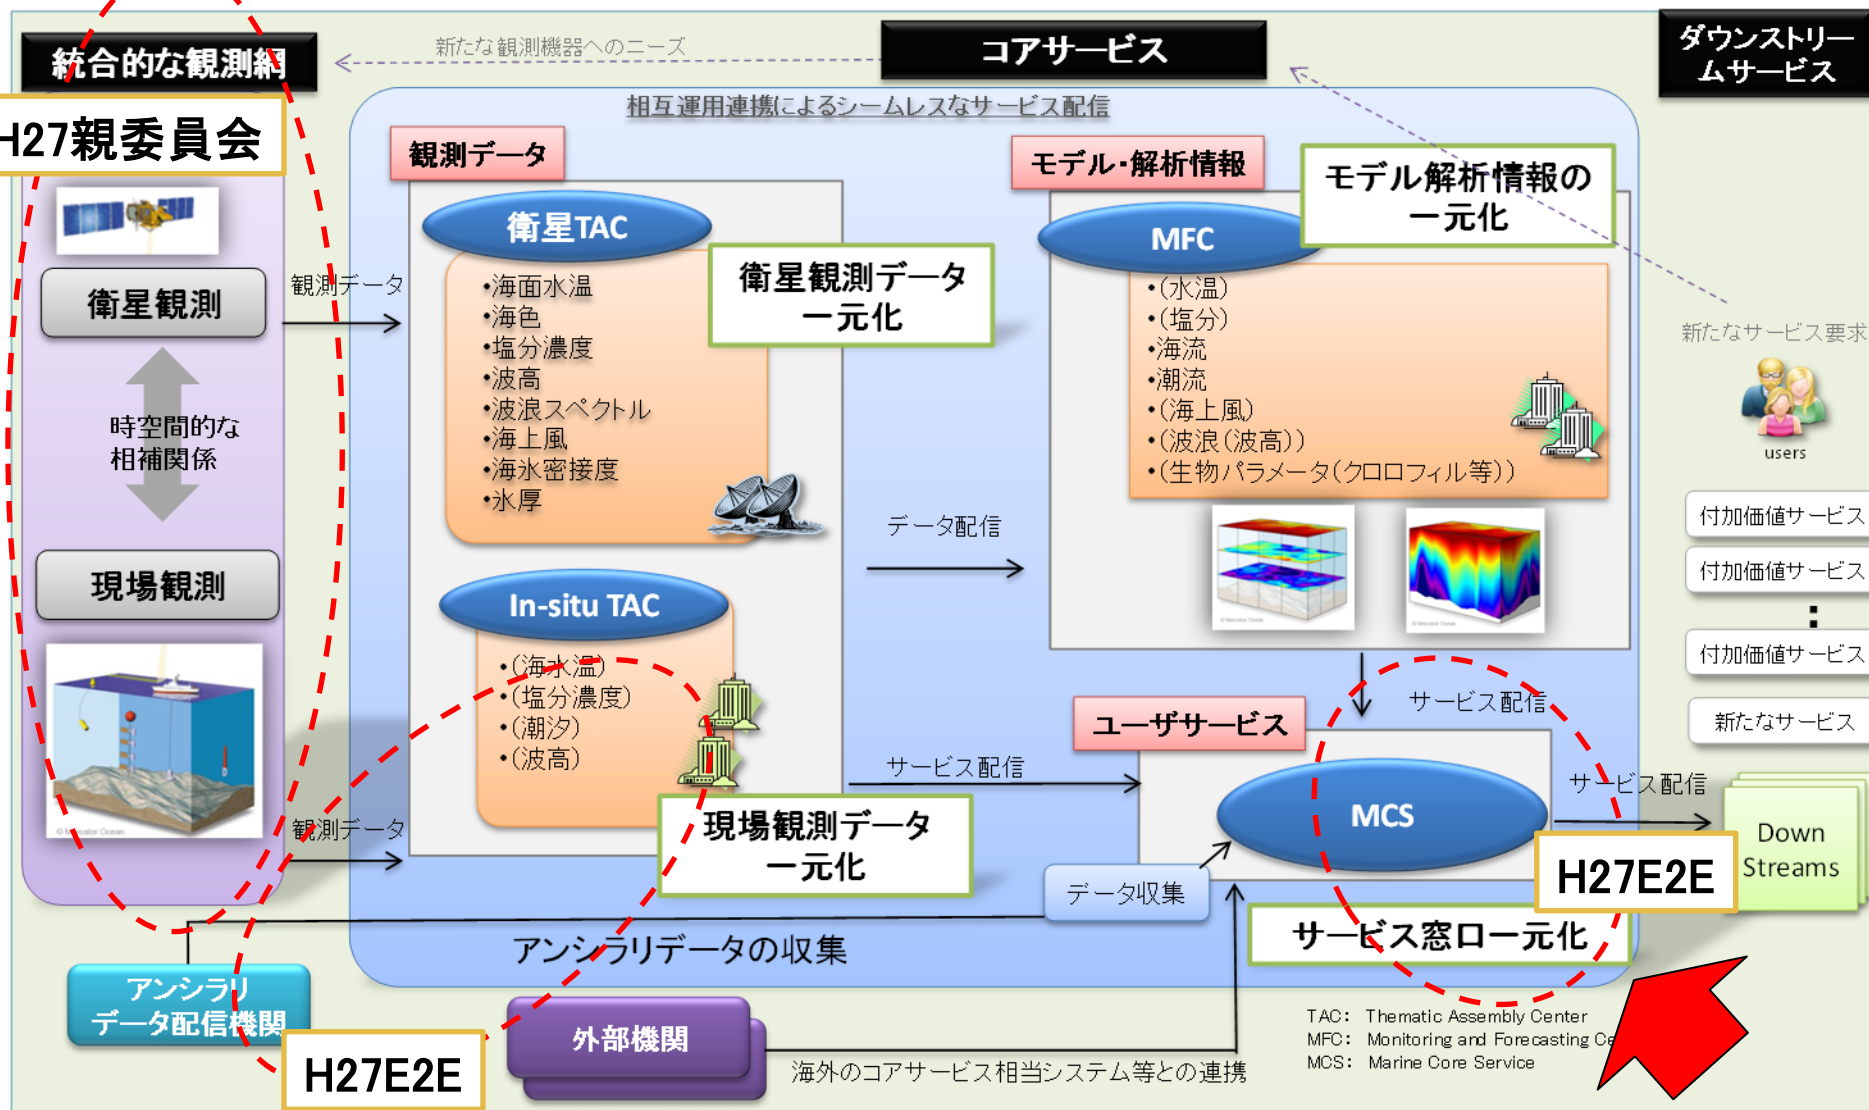 統合的な観測網
新たな観測機器へのニーズ
コアサービス
ダウンストリー
ムサービス
H27親委員会
相互運用連携によるシームレスなサービス配信
観測データ
衛星TAC
•海面水温
•海色
•塩分濃度
•波高
•波浪スペクトル
•海上風
•海氷密接度
•氷厚
衛星観測データ
一元化
モデル・解析情報
モデル解析情報の
一元化
MFC
•(水温)
•(塩分)
•海流
•潮流
•(海上風)
•(波浪(波高))
•(生物パラメータ(クロロフィル等))
衛星観測
観測データ
時空間的な
相補関係
現場観測
© Mercator Ocean
観測データ
データ配信
In-situ TAC
•(海水温)
•(塩分濃度)
•(潮汐)
•(波高)
現場観測データ
一元化
© Mercator Ocean
© Mercator Ocean
サービス配信
ユーザサービス
サービス配信
MCS
サービス配信
データ収集
サービス窓口一元化
新たなサービス要求
users
付加価値サービス
付加価値サービス
：
付加価値サービス
新たなサービス
Down
Streams
H27E2E
アンシラリデータの収集
アンシラリ
データ配信機関
H27E2E
外部機関
海外のコアサービス相当システム等との連携
TAC: Thematic Assembly Center
MFC: Monitoring and Forecasting Ce
MCS: Marine Core Service